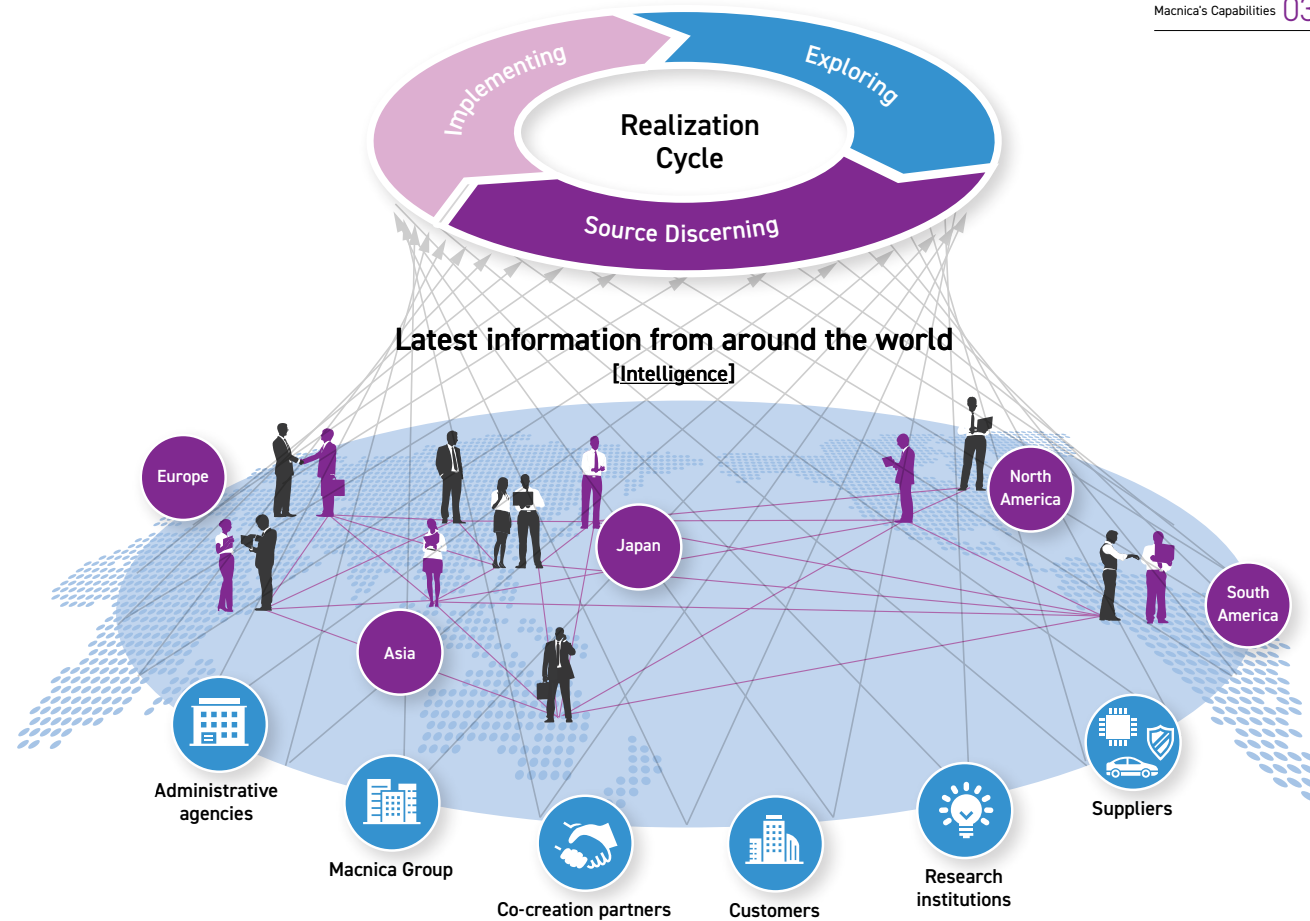 Macnica's Capabilities 03
Implementing
Exploring
Realization
Cycle
Source Discerning
Latest information from around the world
[Intelligence]
Europe
North
America
Japan
South
America
Asia
Administrative
agencies
Macnica Group
Co-creation partners
Customers
Research
institutions
Suppliers